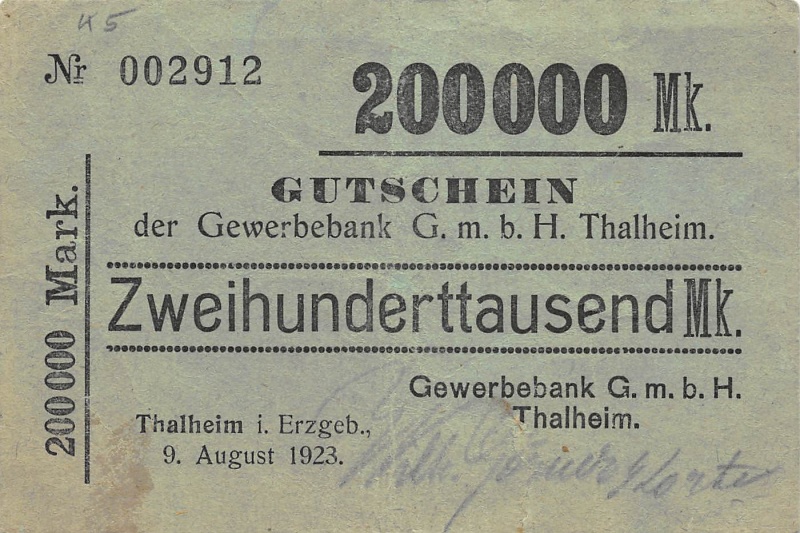 45
Nr 002912
200000 Mk.
GUTSCHEIN
der Gewerbebank G. m. b. H. Thalheim.
Zweihunderttausend Mk.
Gewerbebank G. m. b. H.
Thalheim.
Thalheim i. Erzgeb.,
9. August 1923.
200000 Mark.